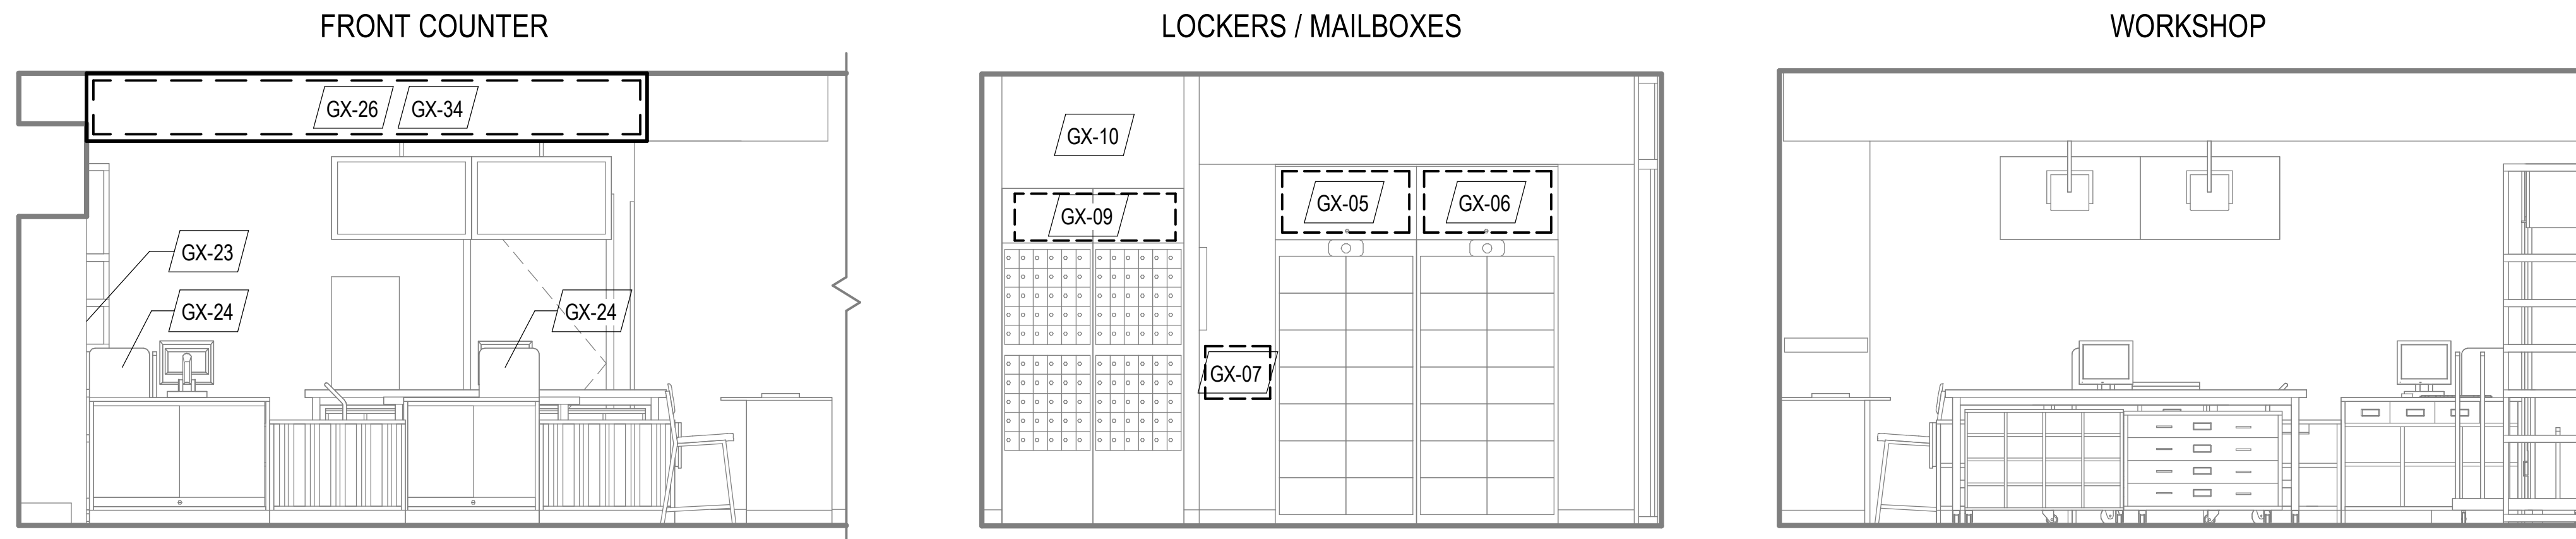 FRONT COUNTER
GX-26 GX-34
GX-23
GX-24
GX-24
LOCKERS / MAILBOXES
GX-10
GX-09
GX-05
GX-06
GX-07
WORKSHOP